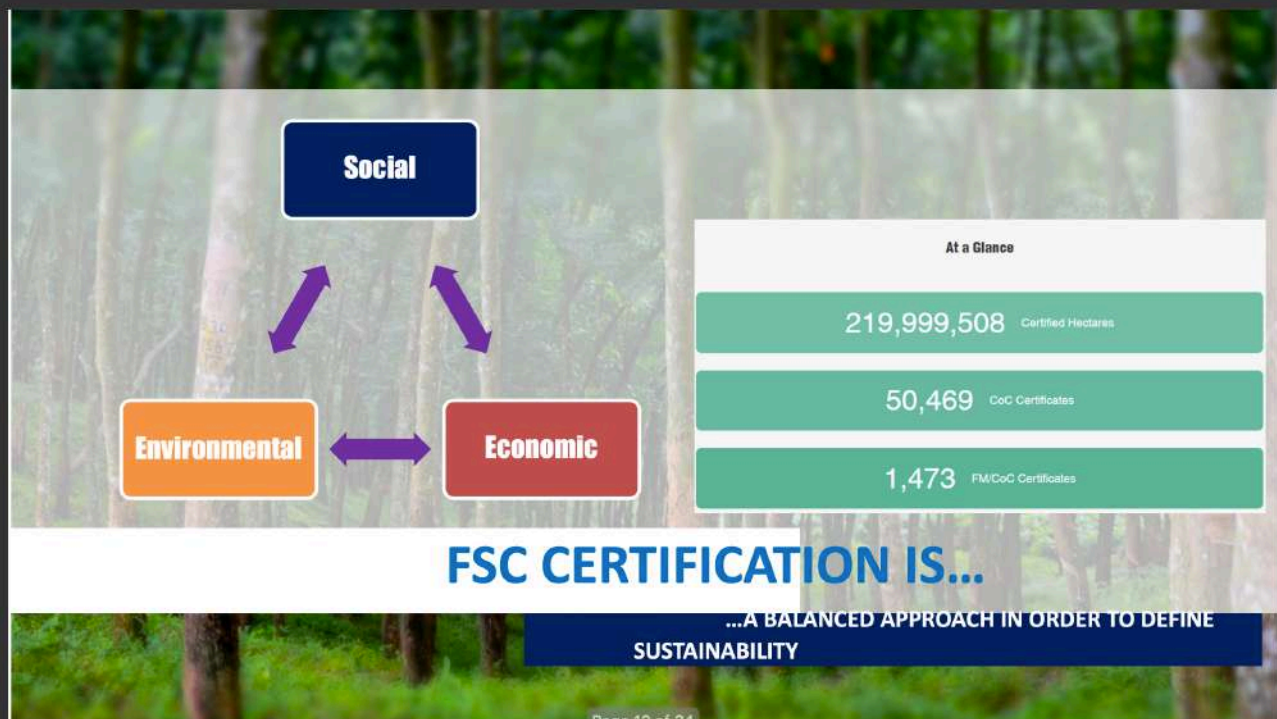 Social
Environmental
Economic
At a Glance
219,999,508 Certified Hectares
50,469 CoC Certificates
1,473 FM/CoC Certificates
FSC CERTIFICATION IS...
...A BALANCED APPROACH IN ORDER TO DEFINE
SUSTAINABILITY